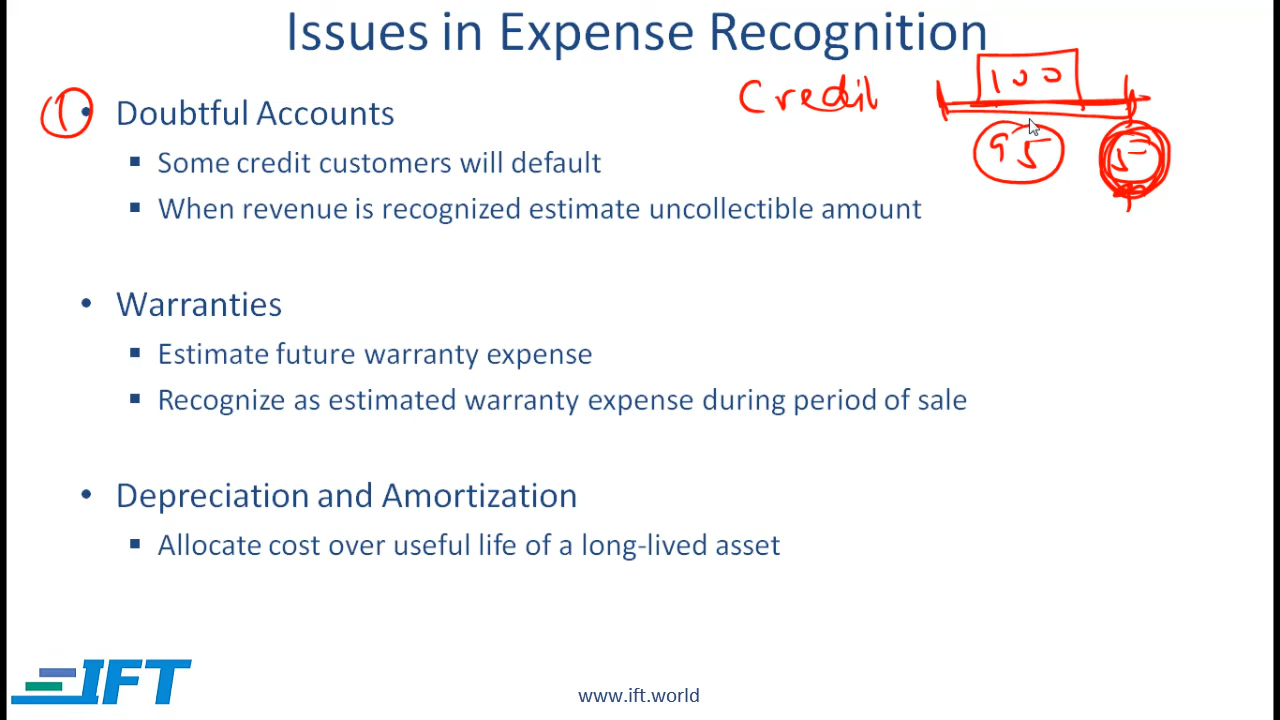 Issues in Expense Recognition
Credit 100
① • Doubtful Accounts
95 5
▪ Some credit customers will default
▪ When revenue is recognized estimate uncollectible amount
• Warranties
▪ Estimate future warranty expense
▪ Recognize as estimated warranty expense during period of sale
• Depreciation and Amortization
▪ Allocate cost over useful life of a long-lived asset
IFT
www.ift.world